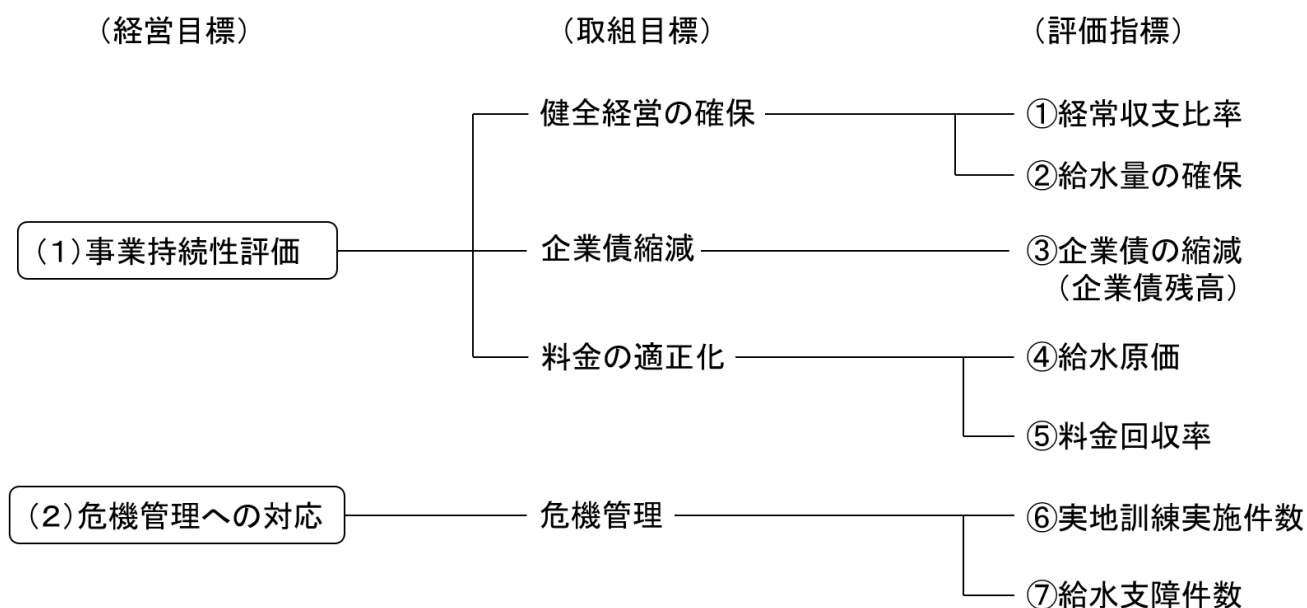 （経営目標）
（取組目標）
（評価指標）
健全経営の確保
①経常収支比率
②給水量の確保
（１）事業持続性評価
企業債縮減
③企業債の縮減
（企業債残高）
料金の適正化
④給水原価
⑤料金回収率
（２）危機管理への対応
危機管理
⑥実地訓練実施件数
⑦給水支障件数